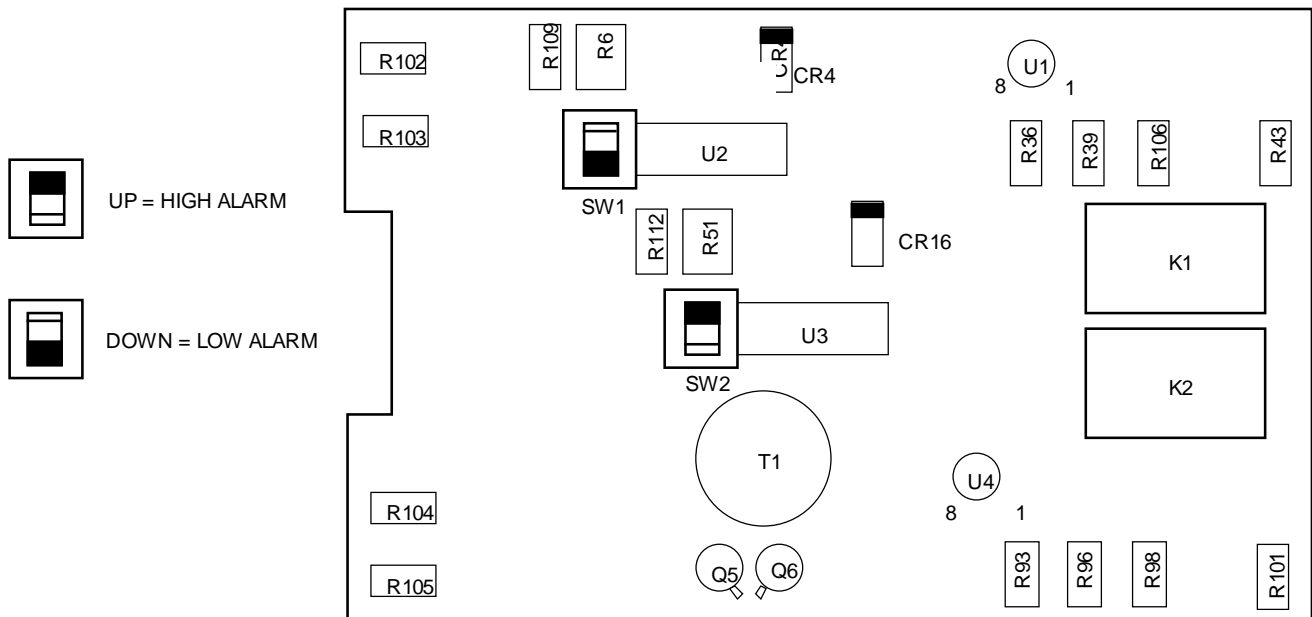 R102
R109
R6
CR4
U1
8
1
R103
U2
SW1
R36
R39
R106
R43
UP = HIGH ALARM
R112
R51
CR16
K1
DOWN = LOW ALARM
U3
SW2
K2
T1
U4
8
1
R104
R105
Q5
Q6
R93
R96
R98
R101